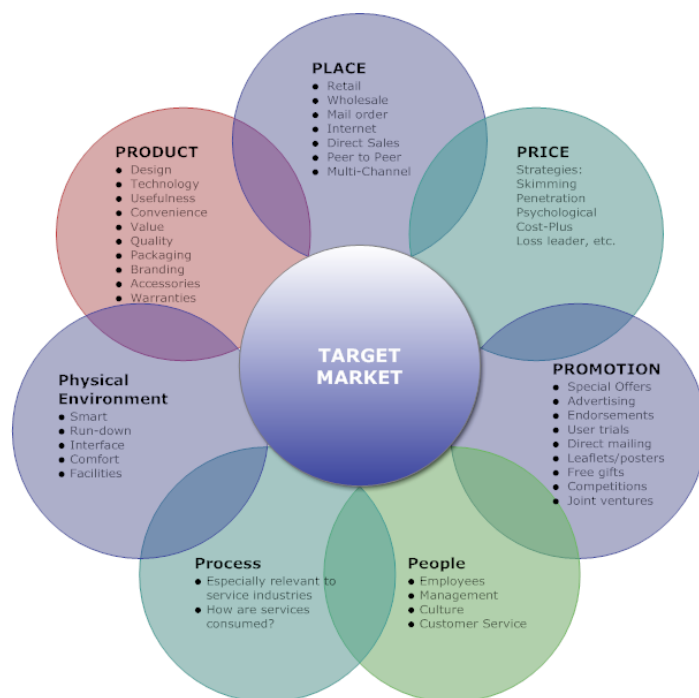 PLACE
● Retail
● Wholesale
● Mail order
● Internet
● Direct Sales
● Peer to Peer
● Multi-Channel
PRODUCT
● Design
● Technology
● Usefulness
● Convenience
● Value
● Quality
● Packaging
● Branding
● Accessories
● Warranties
PRICE
Strategies:
Skimming
Penetration
Psychological
Cost-Plus
Loss leader, etc.
TARGET
MARKET
Physical
Environment
● Smart
● Run-down
● Interface
● Comfort
● Facilities
PROMOTION
● Special Offers
● Advertising
● Endorsements
● User trials
● Direct mailing
● Leaflets/posters
● Free gifts
● Competitions
● Joint ventures
Process
● Especially relevant to
service industries
● How are services
consumed?
People
● Employees
● Management
● Culture
● Customer Service